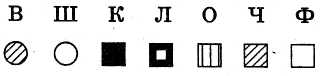 В Ш К Л О Ч Ф